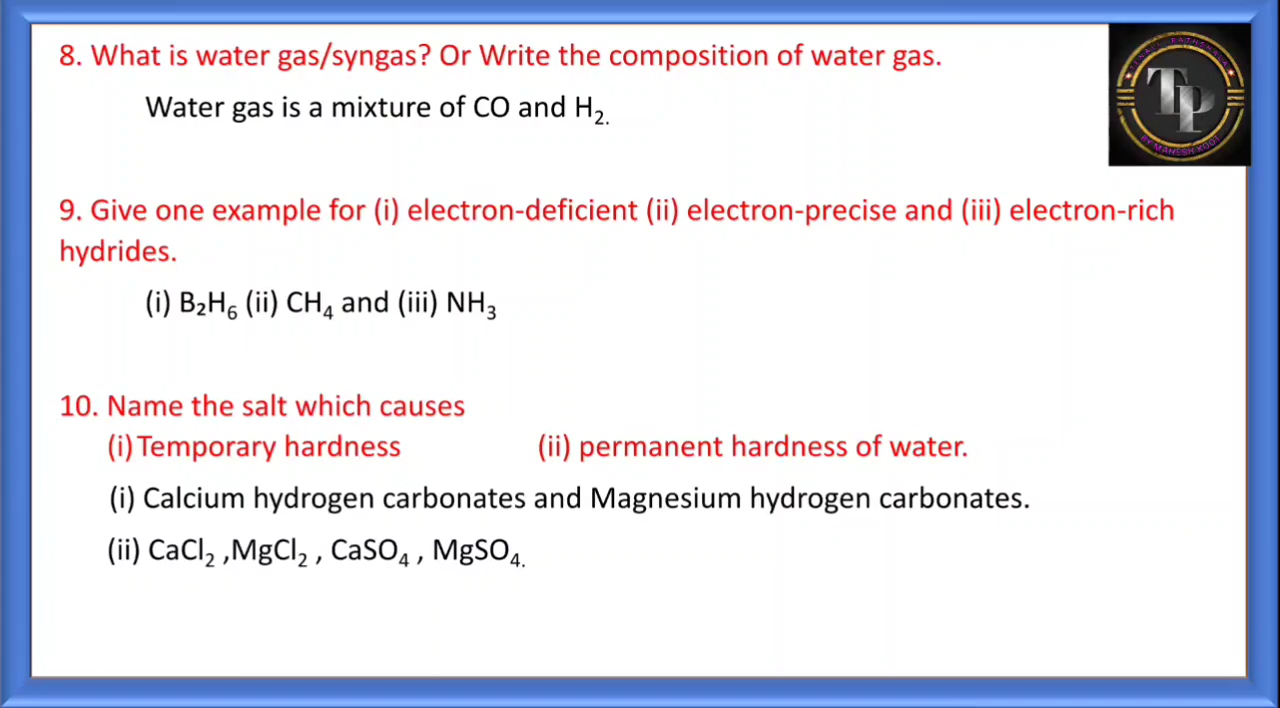 8. What is water gas/syngas? Or Write the composition of water gas.
Water gas is a mixture of CO and H₂.
TP
BY MAHESH KOOT
9. Give one example for (i) electron-deficient (ii) electron-precise and (iii) electron-rich
hydrides.
(i) B₂H₆ (ii) CH₄ and (iii) NH₃
10. Name the salt which causes
(i) Temporary hardness (ii) permanent hardness of water.
(i) Calcium hydrogen carbonates and Magnesium hydrogen carbonates.
(ii) CaCl₂ ,MgCl₂ , CaSO₄ , MgSO₄.